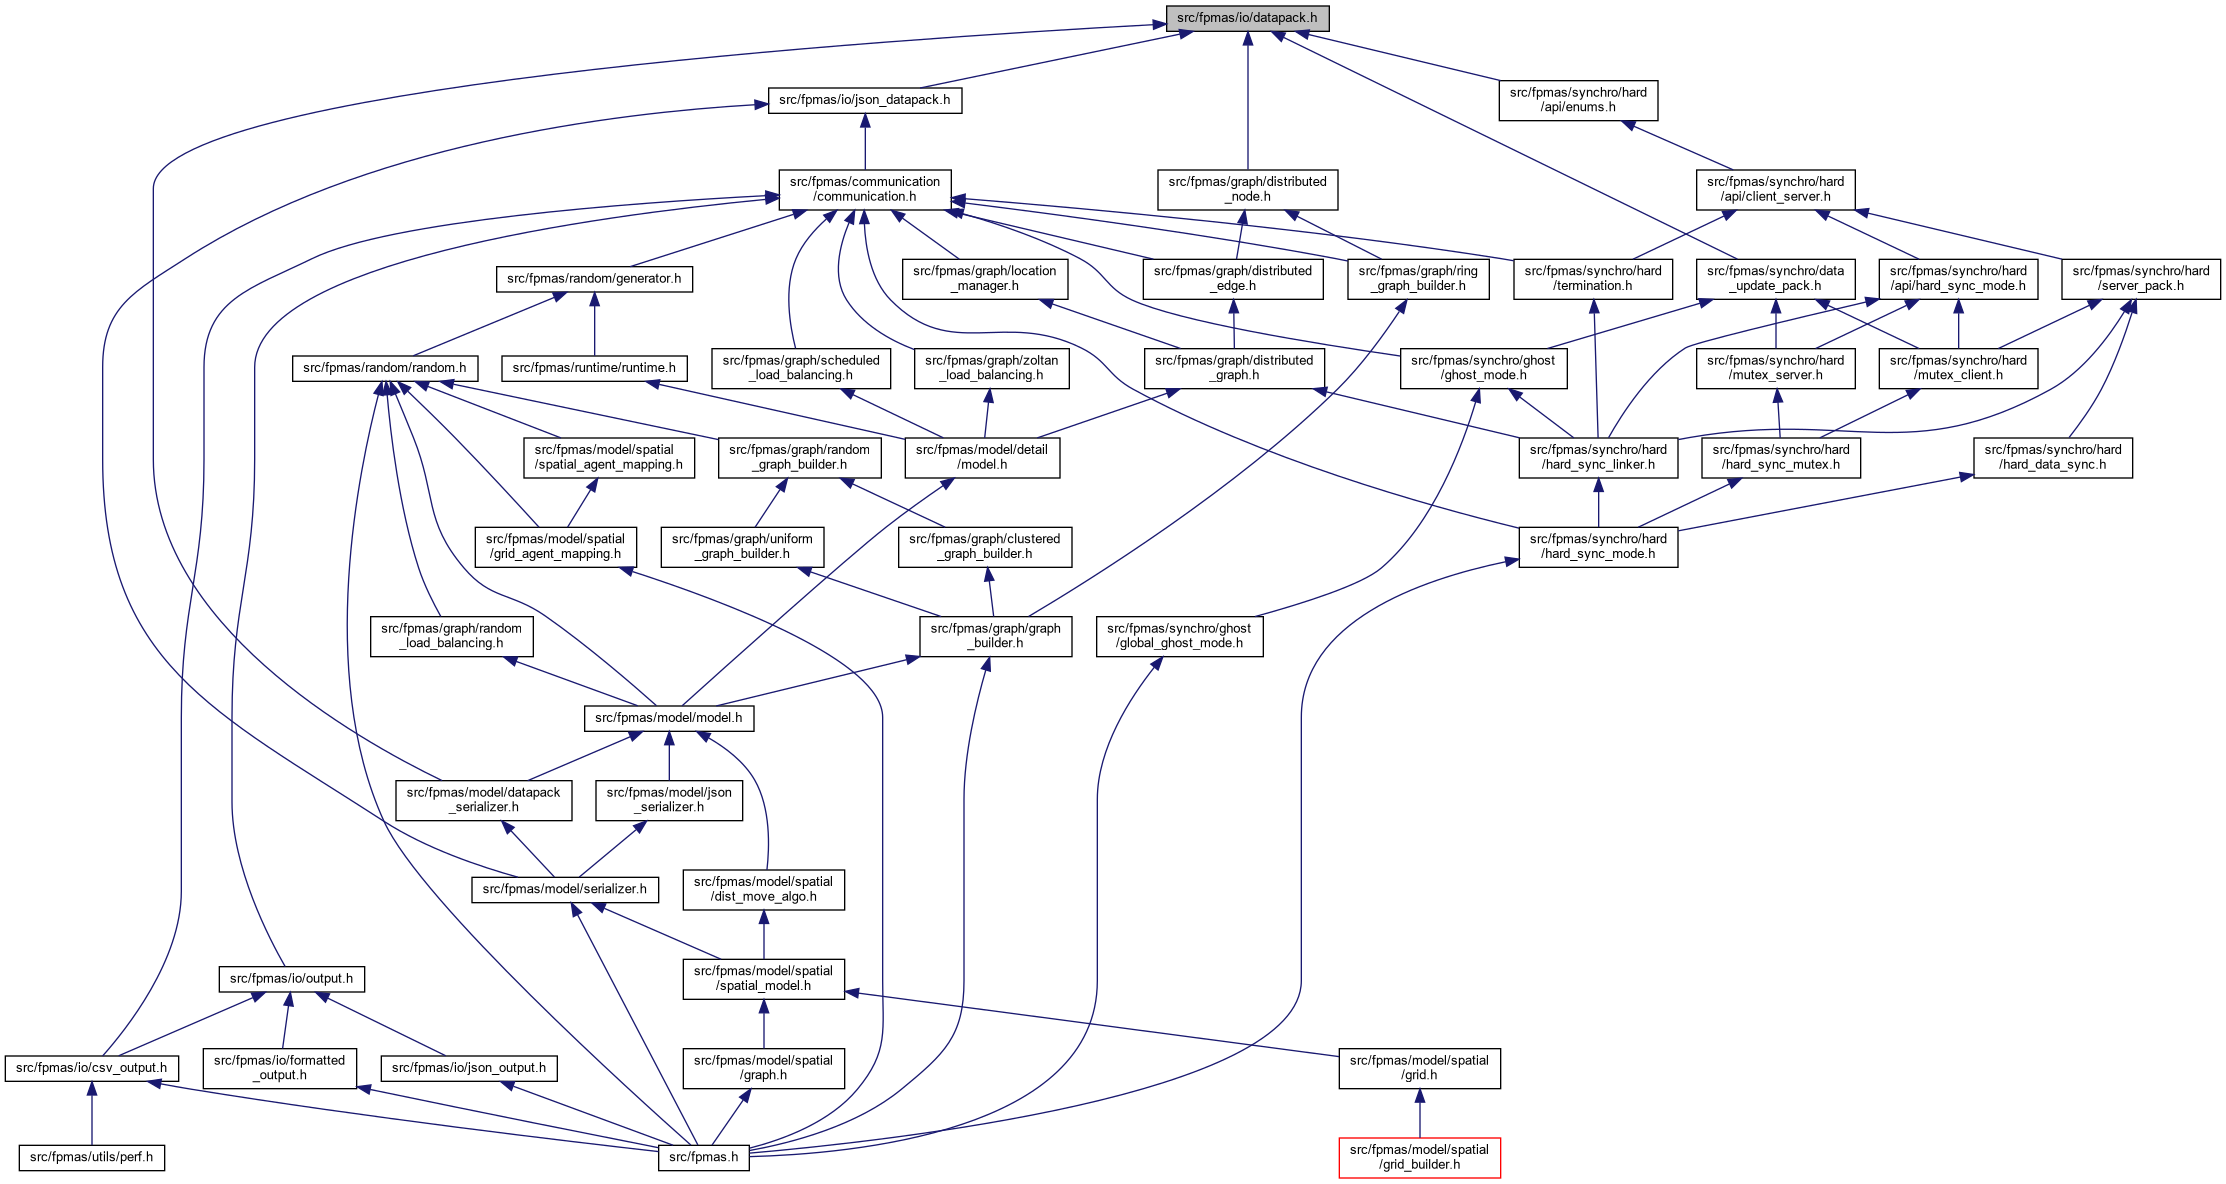 src/fpmas/io/datapack.h
src/fpmas/io/json_datapack.h
src/fpmas/synchro/hard
/api/enums.h
src/fpmas/communication
/communication.h
src/fpmas/graph/distributed
_node.h
src/fpmas/synchro/hard
/api/client_server.h
src/fpmas/random/generator.h
src/fpmas/graph/location
_manager.h
src/fpmas/graph/distributed
_edge.h
src/fpmas/graph/ring
_graph_builder.h
src/fpmas/synchro/hard
/termination.h
src/fpmas/synchro/data
_update_pack.h
src/fpmas/synchro/hard
/api/hard_sync_mode.h
src/fpmas/synchro/hard
/server_pack.h
src/fpmas/random/random.h
src/fpmas/runtime/runtime.h
src/fpmas/graph/scheduled
_load_balancing.h
src/fpmas/graph/zoltan
_load_balancing.h
src/fpmas/graph/distributed
_graph.h
src/fpmas/synchro/ghost
/ghost_mode.h
src/fpmas/synchro/hard
/mutex_server.h
src/fpmas/synchro/hard
/mutex_client.h
src/fpmas/model/spatial
/spatial_agent_mapping.h
src/fpmas/graph/random
_graph_builder.h
src/fpmas/model/detail
/model.h
src/fpmas/synchro/hard
/hard_sync_linker.h
src/fpmas/synchro/hard
/hard_sync_mutex.h
src/fpmas/synchro/hard
/hard_data_sync.h
src/fpmas/model/spatial
/grid_agent_mapping.h
src/fpmas/graph/uniform
_graph_builder.h
src/fpmas/graph/clustered
_graph_builder.h
src/fpmas/synchro/hard
/hard_sync_mode.h
src/fpmas/graph/random
_load_balancing.h
src/fpmas/graph/graph
_builder.h
src/fpmas/synchro/ghost
/global_ghost_mode.h
src/fpmas/model/model.h
src/fpmas/model/datapack
_serializer.h
src/fpmas/model/json
_serializer.h
src/fpmas/model/serializer.h
src/fpmas/model/spatial
/dist_move_algo.h
src/fpmas/io/output.h
src/fpmas/model/spatial
/spatial_model.h
src/fpmas/io/csv_output.h
src/fpmas/io/formatted
_output.h
src/fpmas/io/json_output.h
src/fpmas/model/spatial
/graph.h
src/fpmas/model/spatial
/grid.h
src/fpmas/utils/perf.h
src/fpmas.h
src/fpmas/model/spatial
/grid_builder.h